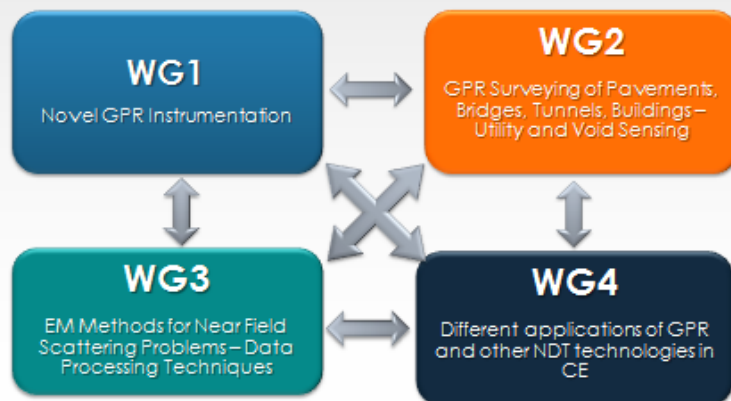 WG1
Novel GPR Instrumentation
WG2
GPR Surveying of Pavements,
Bridges, Tunnels, Buildings–
Utility and Void Sensing
WG3
EM Methods for Near Field
Scattering Problems–Data
Processing Techniques
WG4
Different applications of GPR
and other NDT technologies in
CE